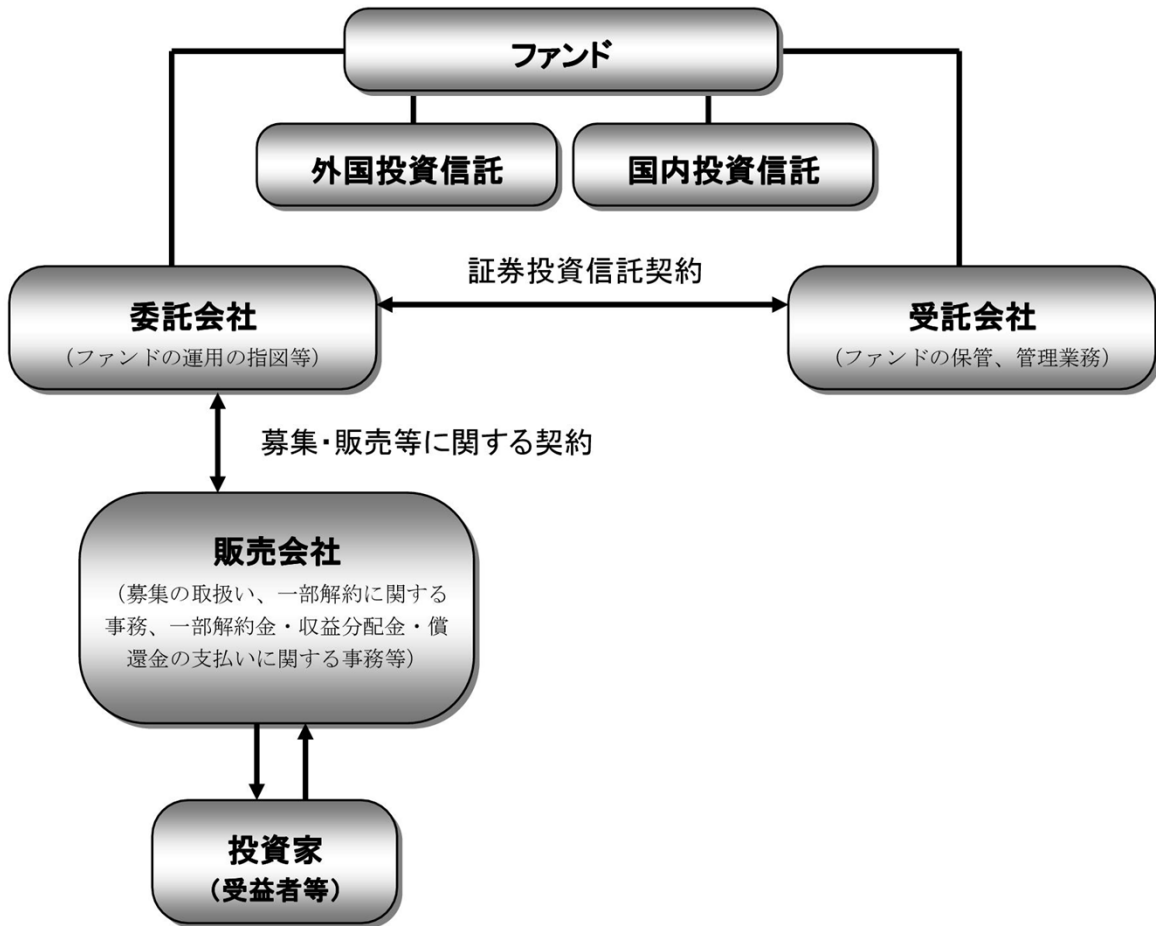 ファンド
外国投資信託
国内投資信託
証券投資信託契約
委託会社
（ファンドの運用の指図等）
受託会社
（ファンドの保管、管理業務）
募集・販売等に関する契約
販売会社
（募集の取扱い、一部解約に関する
事務、一部解約金・収益分配金・償
還金の支払いに関する事務等）
投資家
（受益者等）